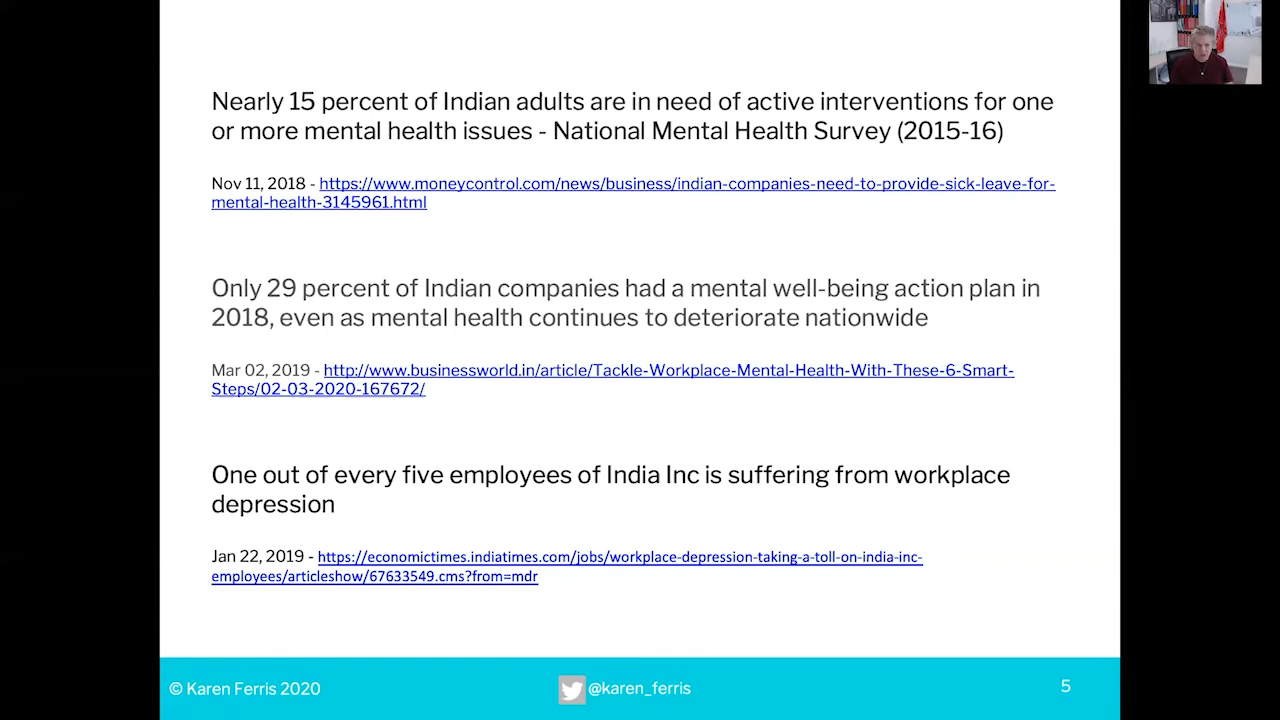 Nearly 15 percent of Indian adults are in need of active interventions for one
or more mental health issues - National Mental Health Survey (2015-16)
Nov 11, 2018 - https://www.moneycontrol.com/news/business/indian-companies-need-to-provide-sick-leave-for-
mental-health-3145961.html
Only 29 percent of Indian companies had a mental well-being action plan in
2018, even as mental health continues to deteriorate nationwide
Mar 02, 2019 - http://www.businessworld.in/article/Tackle-Workplace-Mental-Health-With-These-6-Smart-
Steps/02-03-2020-167672/
One out of every five employees of India Inc is suffering from workplace
depression
Jan 22, 2019 - https://economictimes.indiatimes.com/jobs/workplace-depression-taking-a-toll-on-india-inc-
employees/articleshow/67633549.cms?from=mdr
© Karen Ferris 2020
@karen_ferris
5